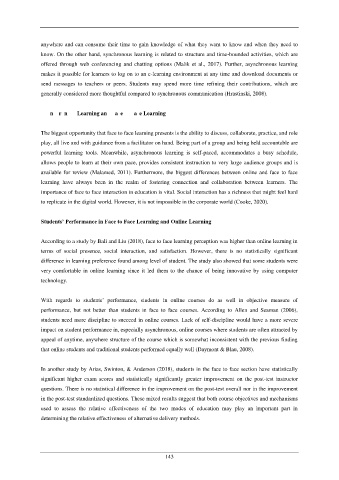 anywhere and can consume their time to gain knowledge of what they want to know and when they need to
know. On the other hand, synchronous learning is related to structure and time-bounded activities, which are
offered through web conferencing and chatting options (Malik et al., 2017). Further, asynchronous learning
makes it possible for learners to log on to an e-learning environment at any time and download documents or
send messages to teachers or peers. Students may spend more time refining their contributions, which are
generally considered more thoughtful compared to synchronous communication (Hrastinski, 2008).
n r n Learning an a e a e Learning
The biggest opportunity that face to face learning presents is the ability to discuss, collaborate, practice, and role
play, all live and with guidance from a facilitator on hand. Being part of a group and being held accountable are
powerful learning tools. Meanwhile, asynchronous learning is self-paced, accommodates a busy schedule,
allows people to learn at their own pace, provides consistent instruction to very large audience groups and is
available for review (Malamed, 2011). Furthermore, the biggest differences between online and face to face
learning have always been in the realm of fostering connection and collaboration between learners. The
importance of face to face interaction in education is vital. Social interaction has a richness that might feel hard
to replicate in the digital world. However, it is not impossible in the corporate world (Cooke, 2020).
Students' Performance in Face to Face Learning and Online Learning
According to a study by Bali and Liu (2018), face to face learning perception was higher than online learning in
terms of social presence, social interaction, and satisfaction. However, there is no statistically significant
difference in learning preference found among level of student. The study also showed that some students were
very comfortable in online learning since it led them to the chance of being innovative by using computer
technology.
With regards to students' performance, students in online courses do as well in objective measure of
performance, but not better than students in face to face courses. According to Allen and Seaman (2006),
students need more discipline to succeed in online courses. Lack of self-discipline would have a more severe
impact on student performance in, especially asynchronous, online courses where students are often attracted by
appeal of anytime, anywhere structure of the course which is somewhat inconsistent with the previous finding
that online students and traditional students performed equally well (Daymont & Blau, 2008).
In another study by Arias, Swinton, & Anderson (2018), students in the face to face section have statistically
significant higher exam scores and statistically significantly greater improvement on the post-test instructor
questions. There is no statistical difference in the improvement on the post-test overall nor in the improvement
in the post-test standardized questions. These mixed results suggest that both course objectives and mechanisms
used to assess the relative effectiveness of the two modes of education may play an important part in
determining the relative effectiveness of alternative delivery methods.
143